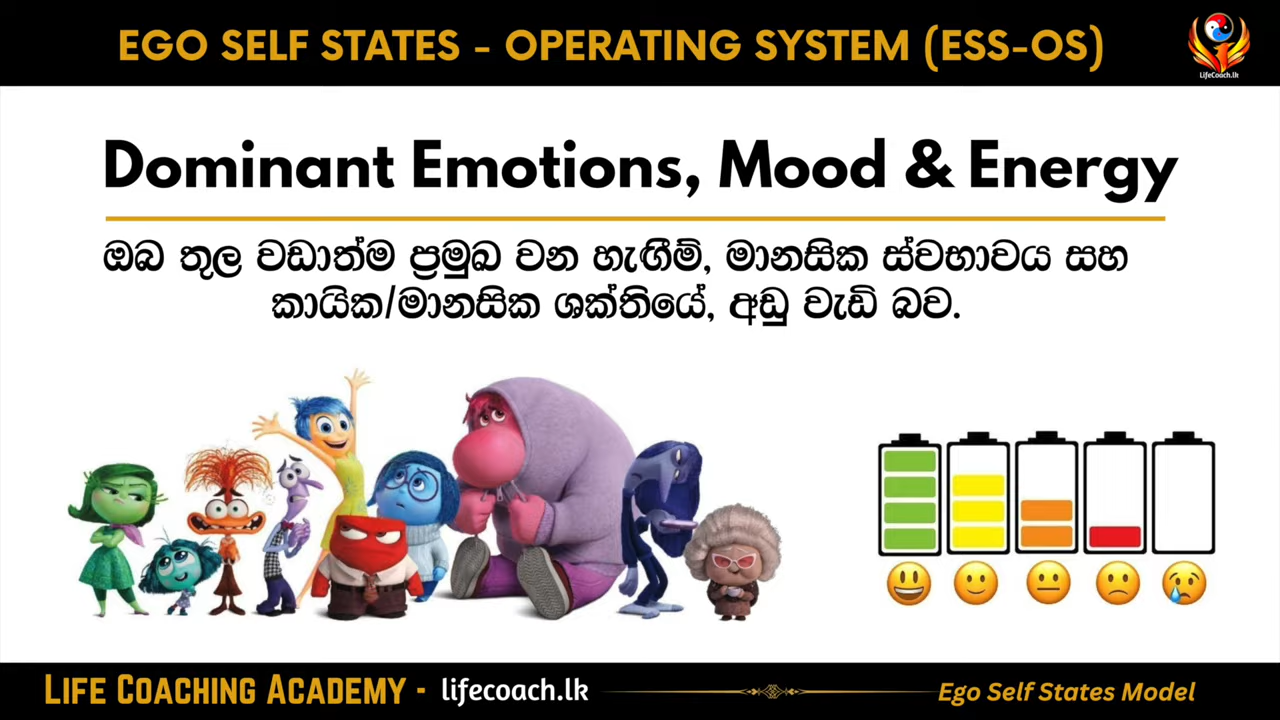 EGO SELF STATES - OPERATING SYSTEM (ESS-OS)
LifeCoach.lk
Dominant Emotions, Mood & Energy
ඔබ තුල වඩාත්ම ප්‍රමුඛ වන හැඟීම්, මානසික ස්වභාවය සහ
කායික/මානසික ශක්තියේ, අඩු වැඩි බව.
LIFE COACHING ACADEMY - lifecoach.lk
Ego Self States Model